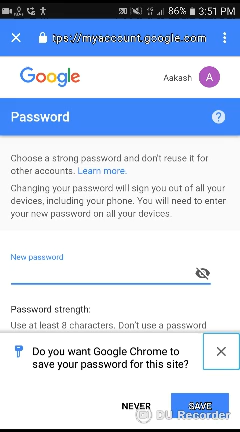 86% 3:51 PM
tps://myaccount.google.com
Google
Aakash A
Password
Choose a strong password and don't reuse it for
other accounts. Learn more.
Changing your password will sign you out of all your
devices, including your phone. You will need to enter
your new password on all your devices.
New password
Password strength:
Use at least 8 characters. Don't use a password
Do you want Google Chrome to
save your password for this site?
NEVER
SAVE
DU Recorder